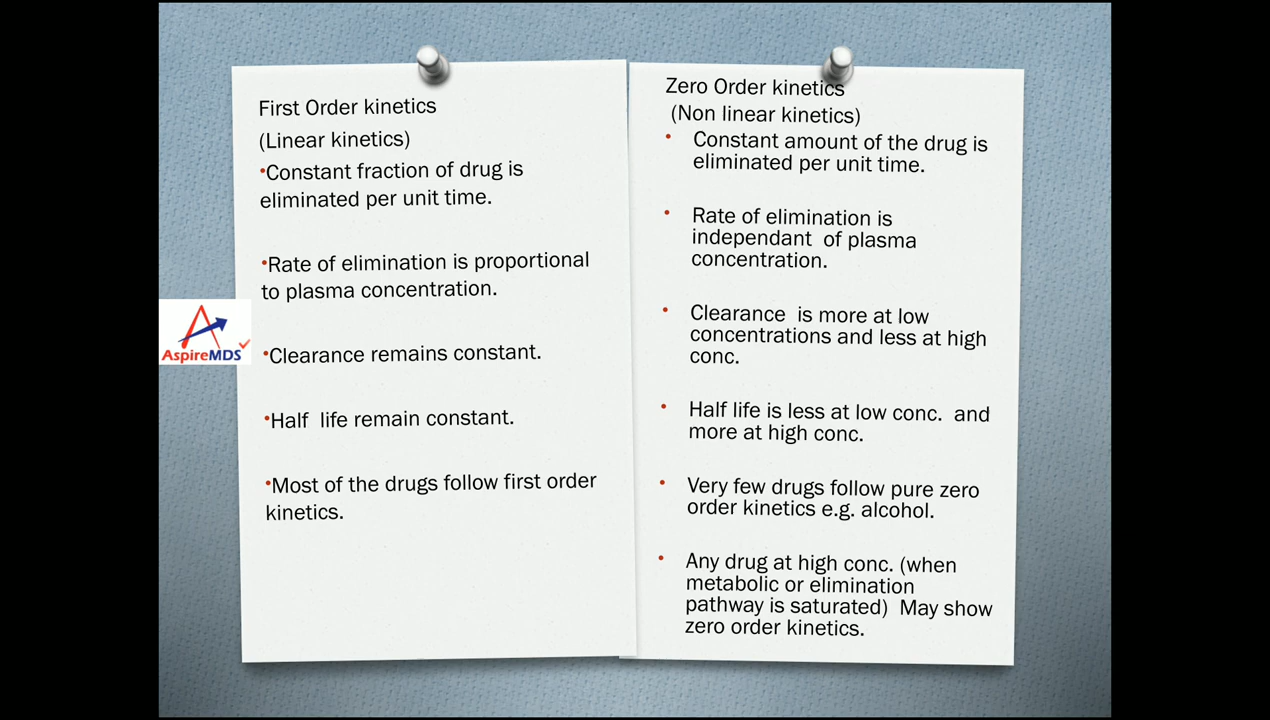 First Order kinetics
(Linear kinetics)
•Constant fraction of drug is
eliminated per unit time.
•Rate of elimination is proportional
to plasma concentration.
•Clearance remains constant.
•Half  life remain constant.
•Most of the drugs follow first order
kinetics.
Zero Order kinetics
(Non linear kinetics)
• Constant amount of the drug is
eliminated per unit time.
• Rate of elimination is
independant  of plasma
concentration.
• Clearance  is more at low
concentrations and less at high
conc.
• Half life is less at low conc.  and
more at high conc.
• Very few drugs follow pure zero
order kinetics e.g. alcohol.
• Any drug at high conc. (when
metabolic or elimination
pathway is saturated)  May show
zero order kinetics.
AspireMDS